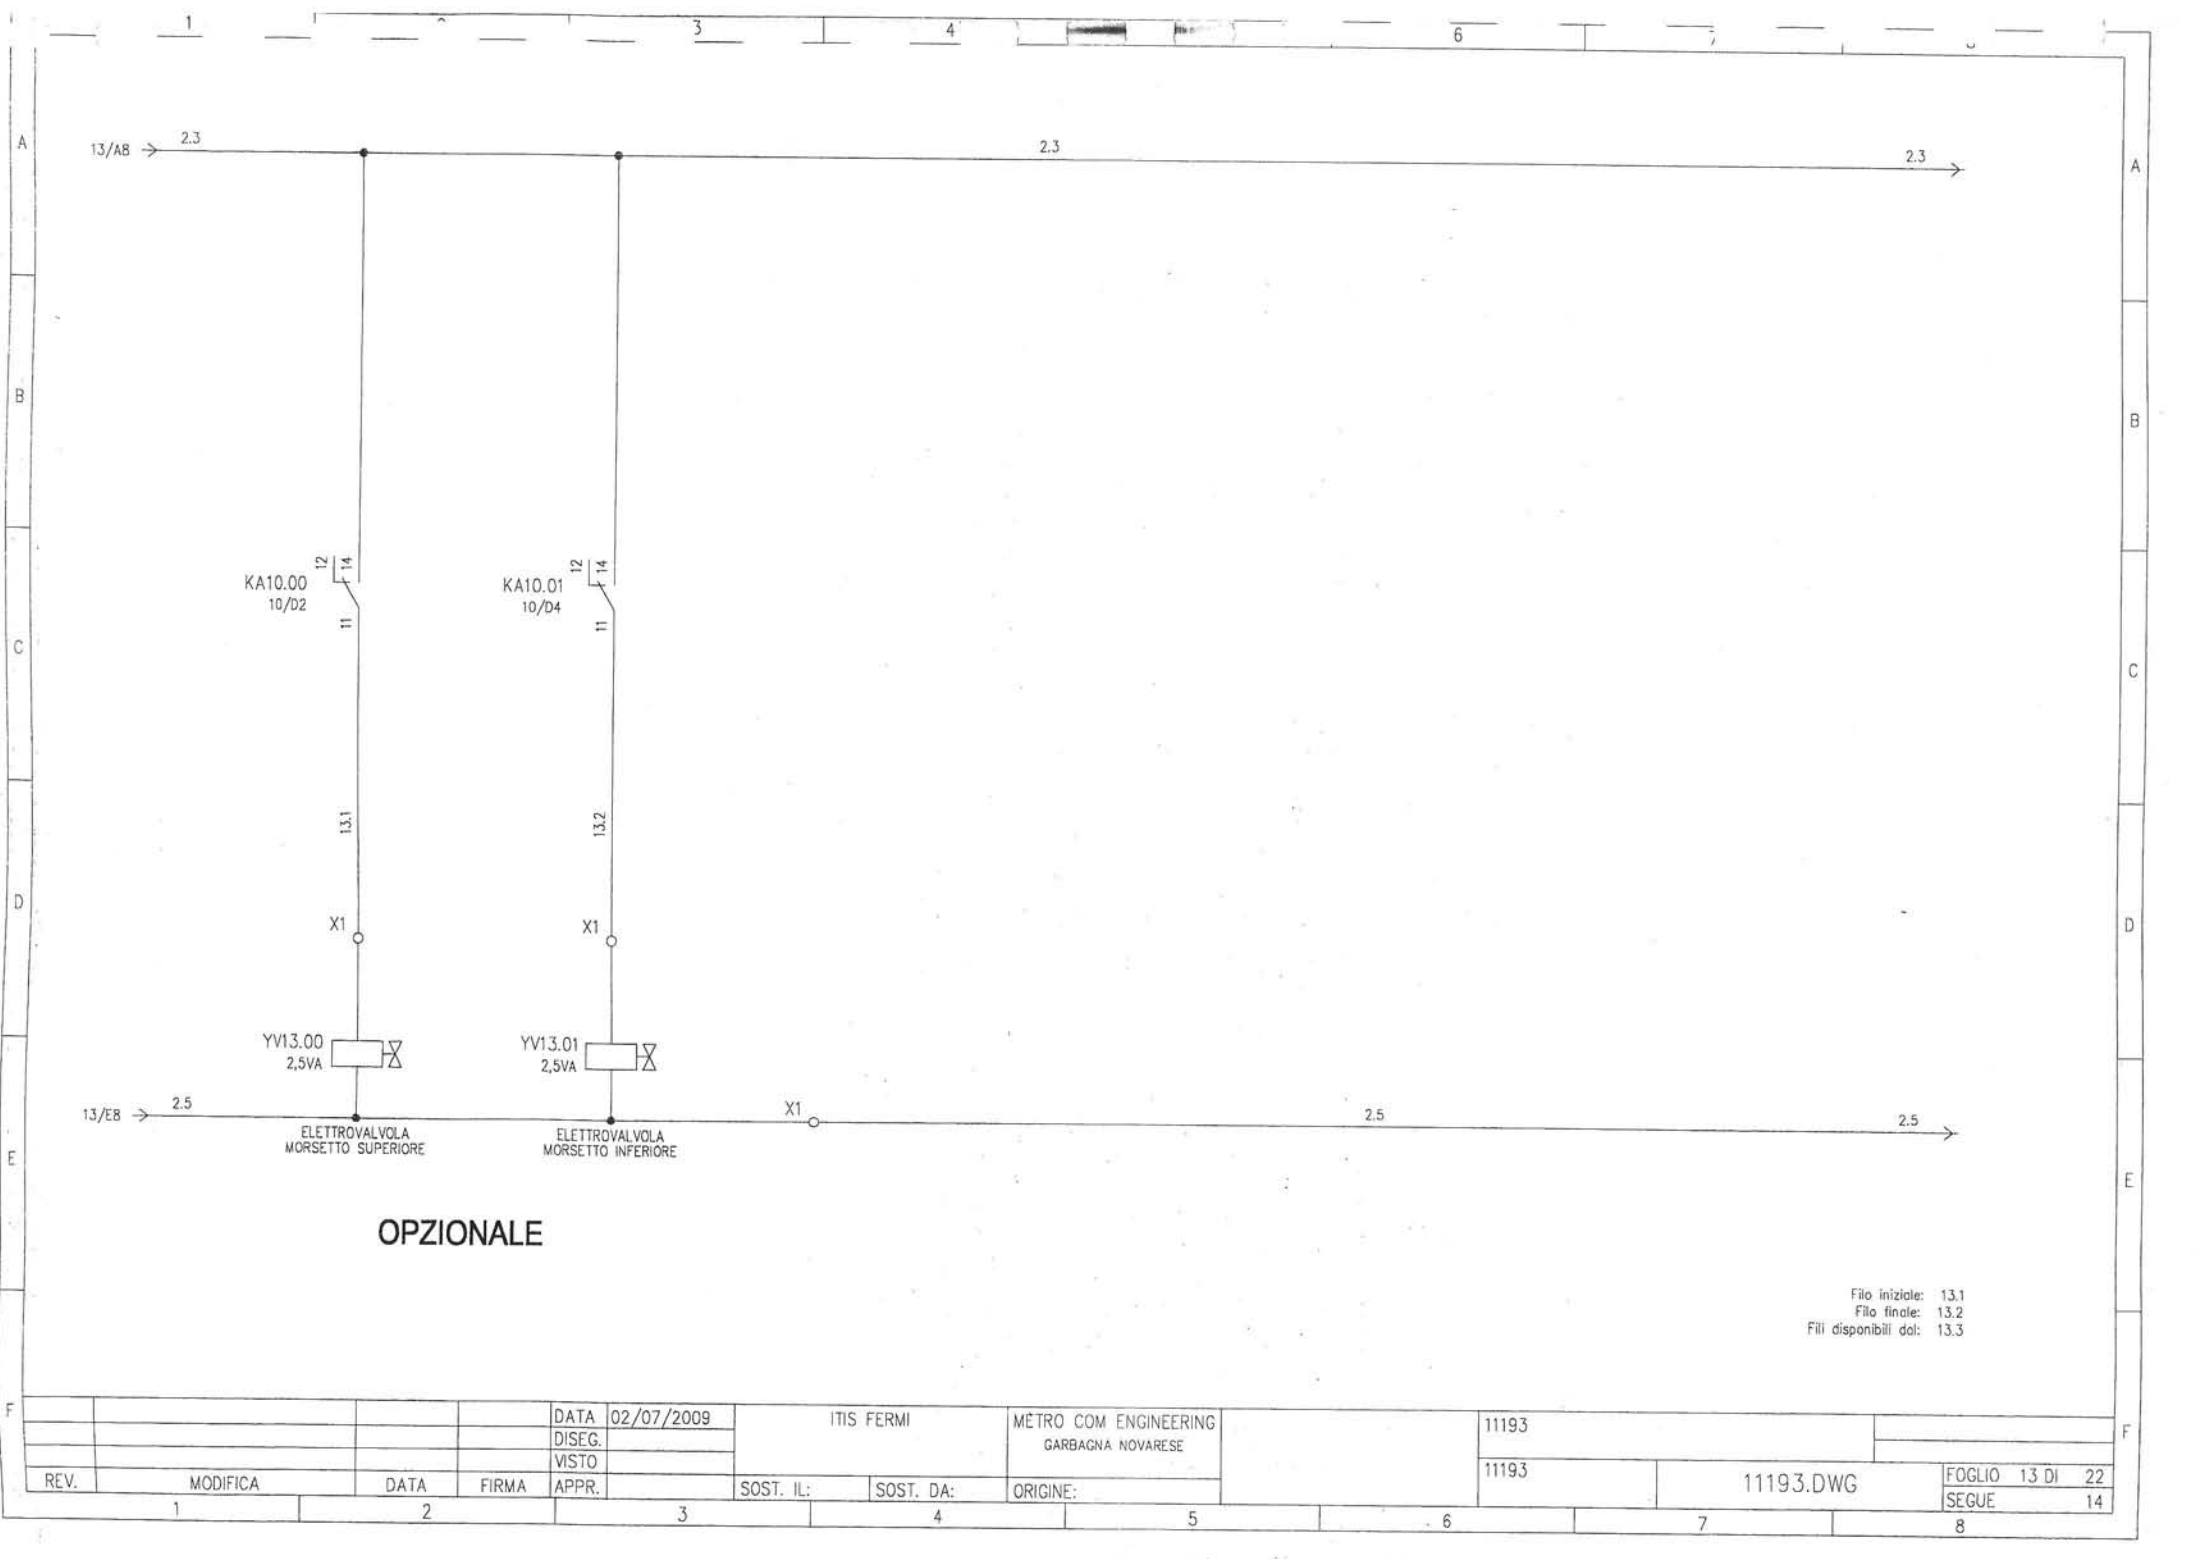 1 3 4 6
A
13/A8 2.3 2.3 2.3
A
B
B
12 14
KA10.00
10/D2
11
12 14
KA10.01
10/D4
11
C
C
13.1 13.2
D
X1 X1
D
YV13.00
2,5VA
YV13.01
2,5VA
13/E8 2.5 X1 2.5 2.5
ELETTROVALVOLA
MORSETTO SUPERIORE
ELETTROVALVOLA
MORSETTO INFERIORE
E
E
OPZIONALE
Filo iniziale: 13.1
Filo finale: 13.2
Fili disponibili dal: 13.3
F
F
REV. MODIFICA DATA FIRMA
DATA 02/07/2009
DISEG.
VISTO
APPR.
ITIS FERMI
SOST. IL: SOST. DA:
METRO COM ENGINEERING
GARBAGNA NOVARESE
ORIGINE:
11193
11193
11193.DWG
FOGLIO 13 DI 22
SEGUE 14
1 2 3 4 5 6 7 8